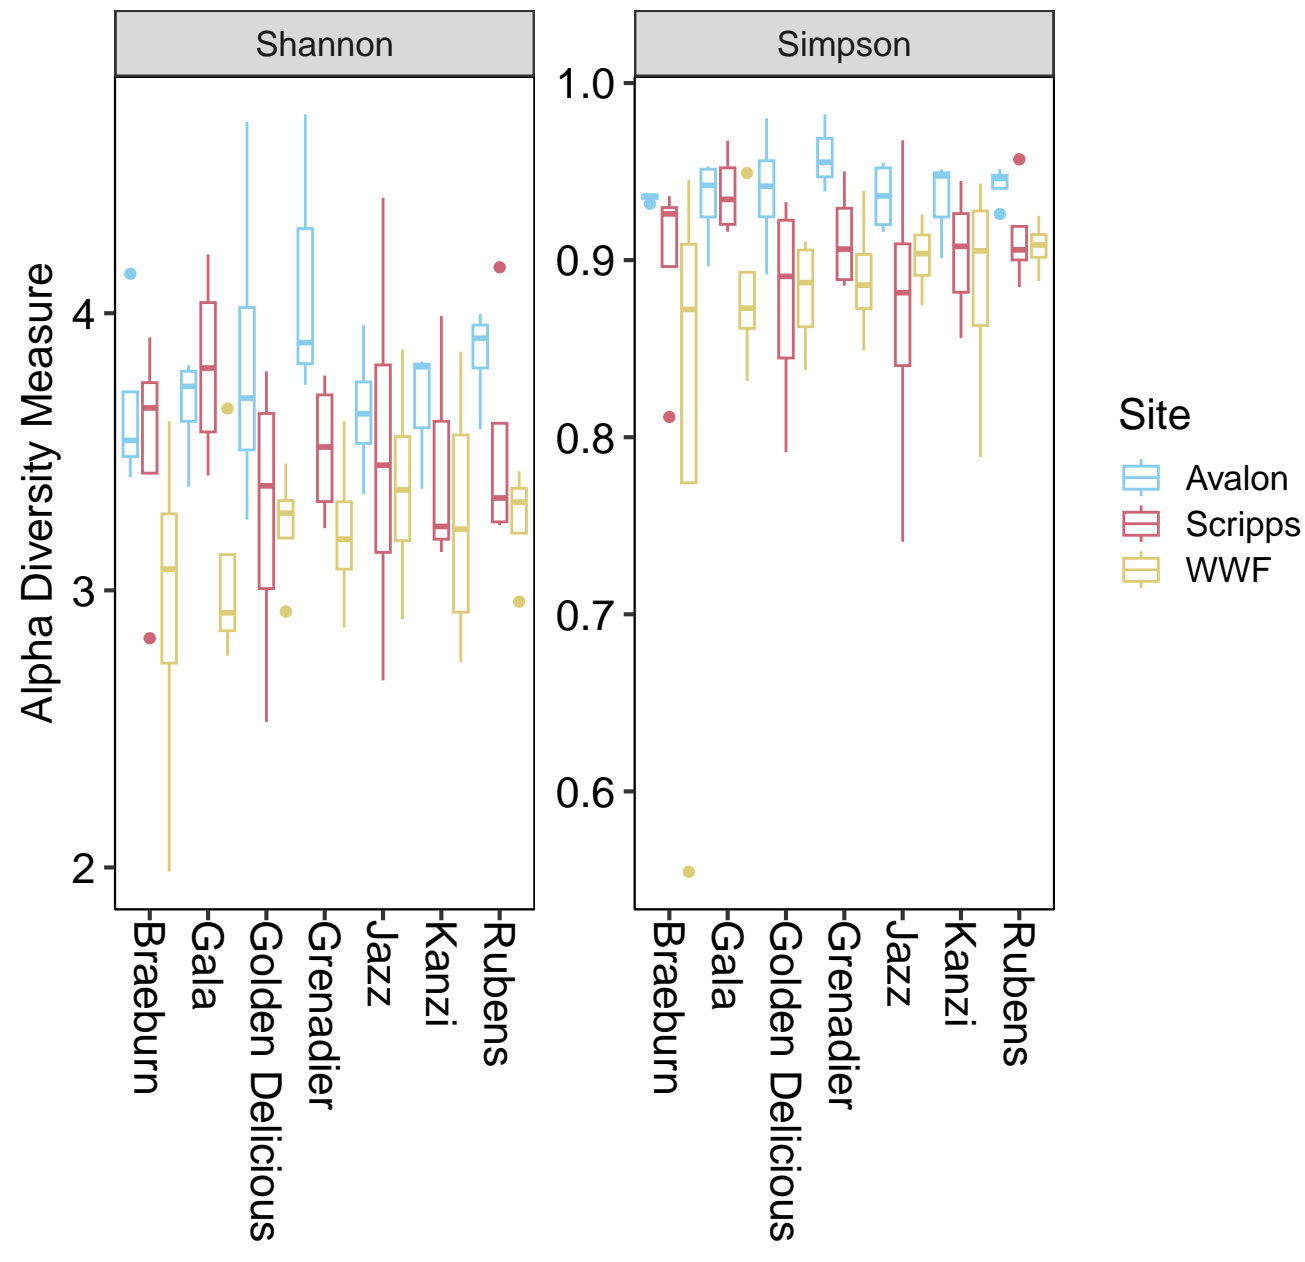 Shannon
Simpson
Alpha Diversity Measure
4
3
2
1.0
0.9
0.8
0.7
0.6
Braeburn
Gala
Golden Delicious
Grenadier
Jazz
Kanzi
Rubens
Braeburn
Gala
Golden Delicious
Grenadier
Jazz
Kanzi
Rubens
Site
Avalon
Scripps
WWF